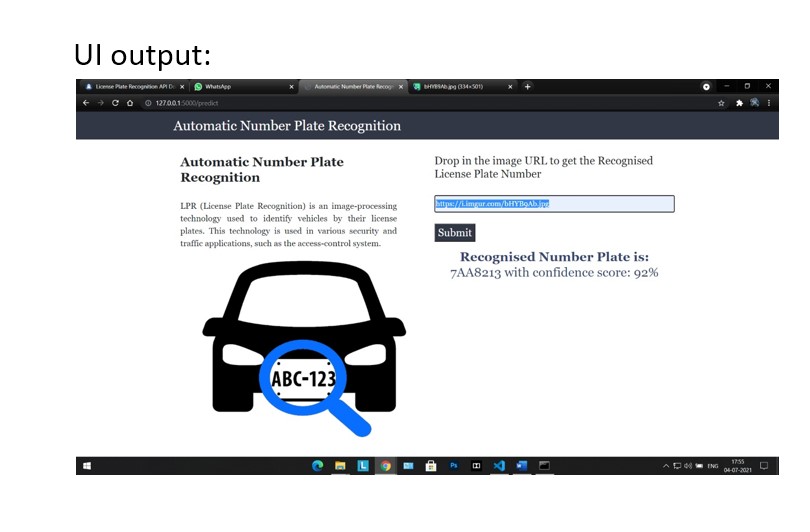 UI output:
License Plate Recognition API De
WhatsApp
Automatic Number Plate Recog
bHYB9Ab.jpg (334×501)
127.0.0.1:5000/predict
Automatic Number Plate Recognition
Automatic Number Plate
Recognition
LPR (License Plate Recognition) is an image-processing
technology used to identify vehicles by their license
plates. This technology is used in various security and
traffic applications, such as the access-control system.
ABC-123
Drop in the image URL to get the Recognised
License Plate Number
https://i.imgur.com/bHYB9Ab.jpg
Submit
Recognised Number Plate is:
7AA8213 with confidence score: 92%
ENG
17:55
04-07-2021